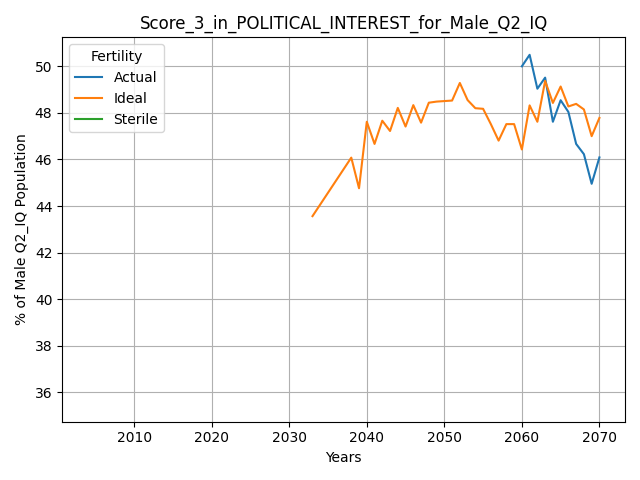 Score_3_in_POLITICAL_INTEREST_for_Male_Q2_IQ
Fertility
Actual
Ideal
Sterile
% of Male Q2_IQ Population
50
48
46
44
42
40
38
36
2010 2020 2030 2040 2050 2060 2070
Years